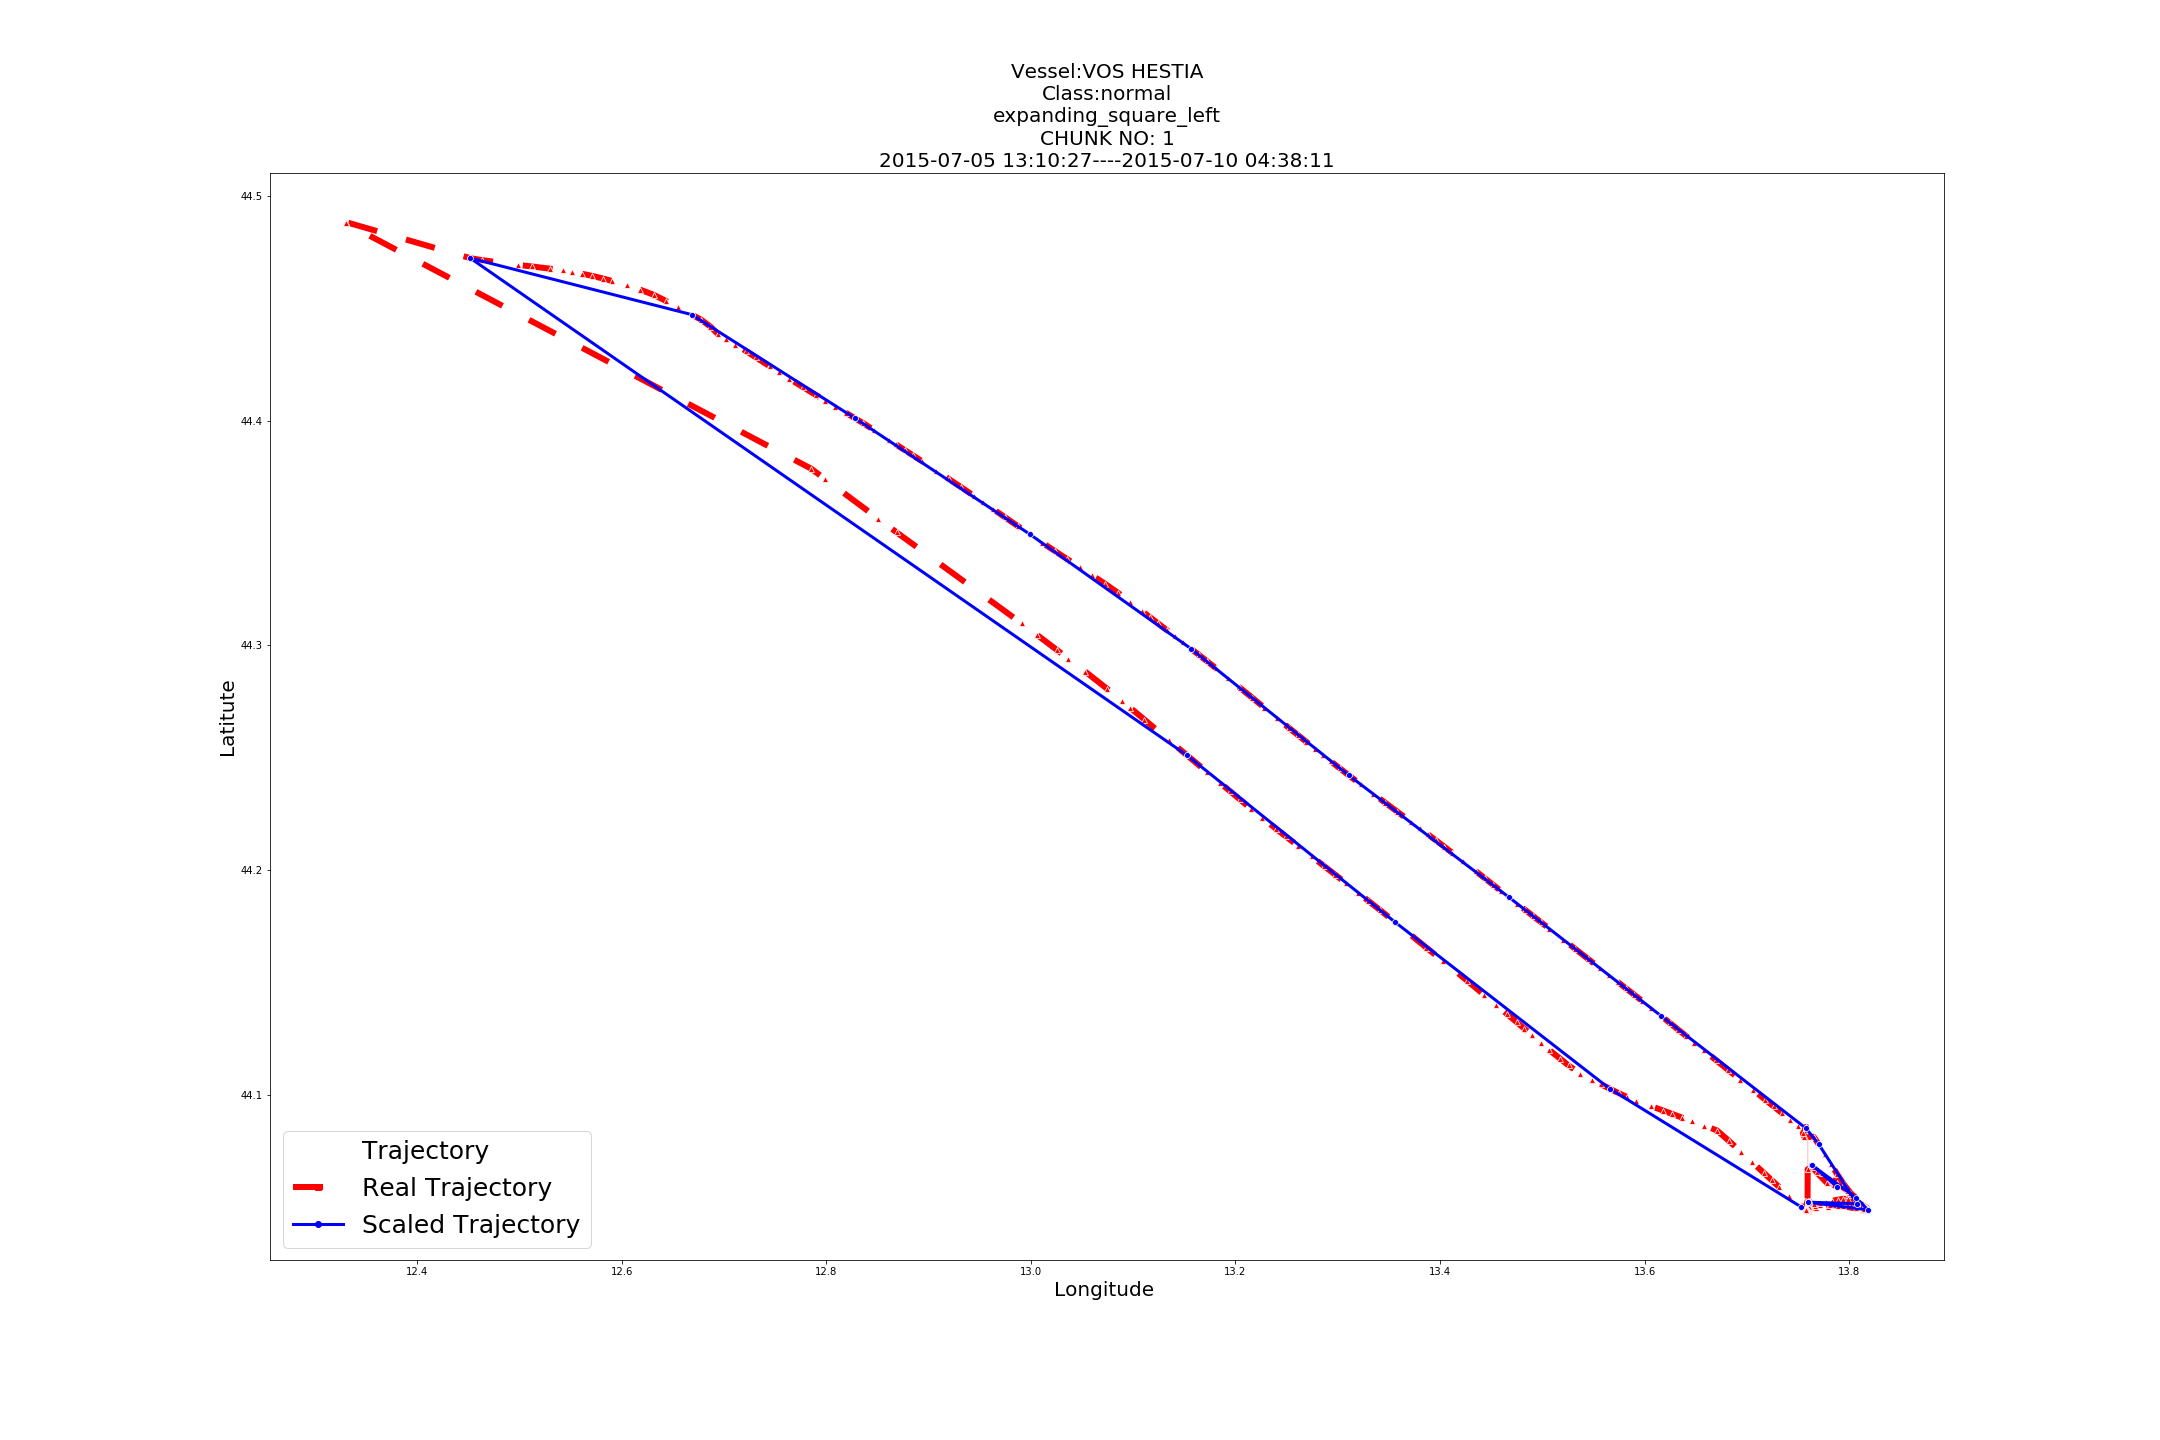 Vessel:VOS HESTIA
Class:normal
expanding_square_left
CHUNK NO: 1
2015-07-05 13:10:27----2015-07-10 04:38:11
44.5
44.4
44.3
44.2
44.1
Latitute
Trajectory
Real Trajectory
Scaled Trajectory
12.4 12.6 12.8 13.0 13.2 13.4 13.6 13.8
Longitude